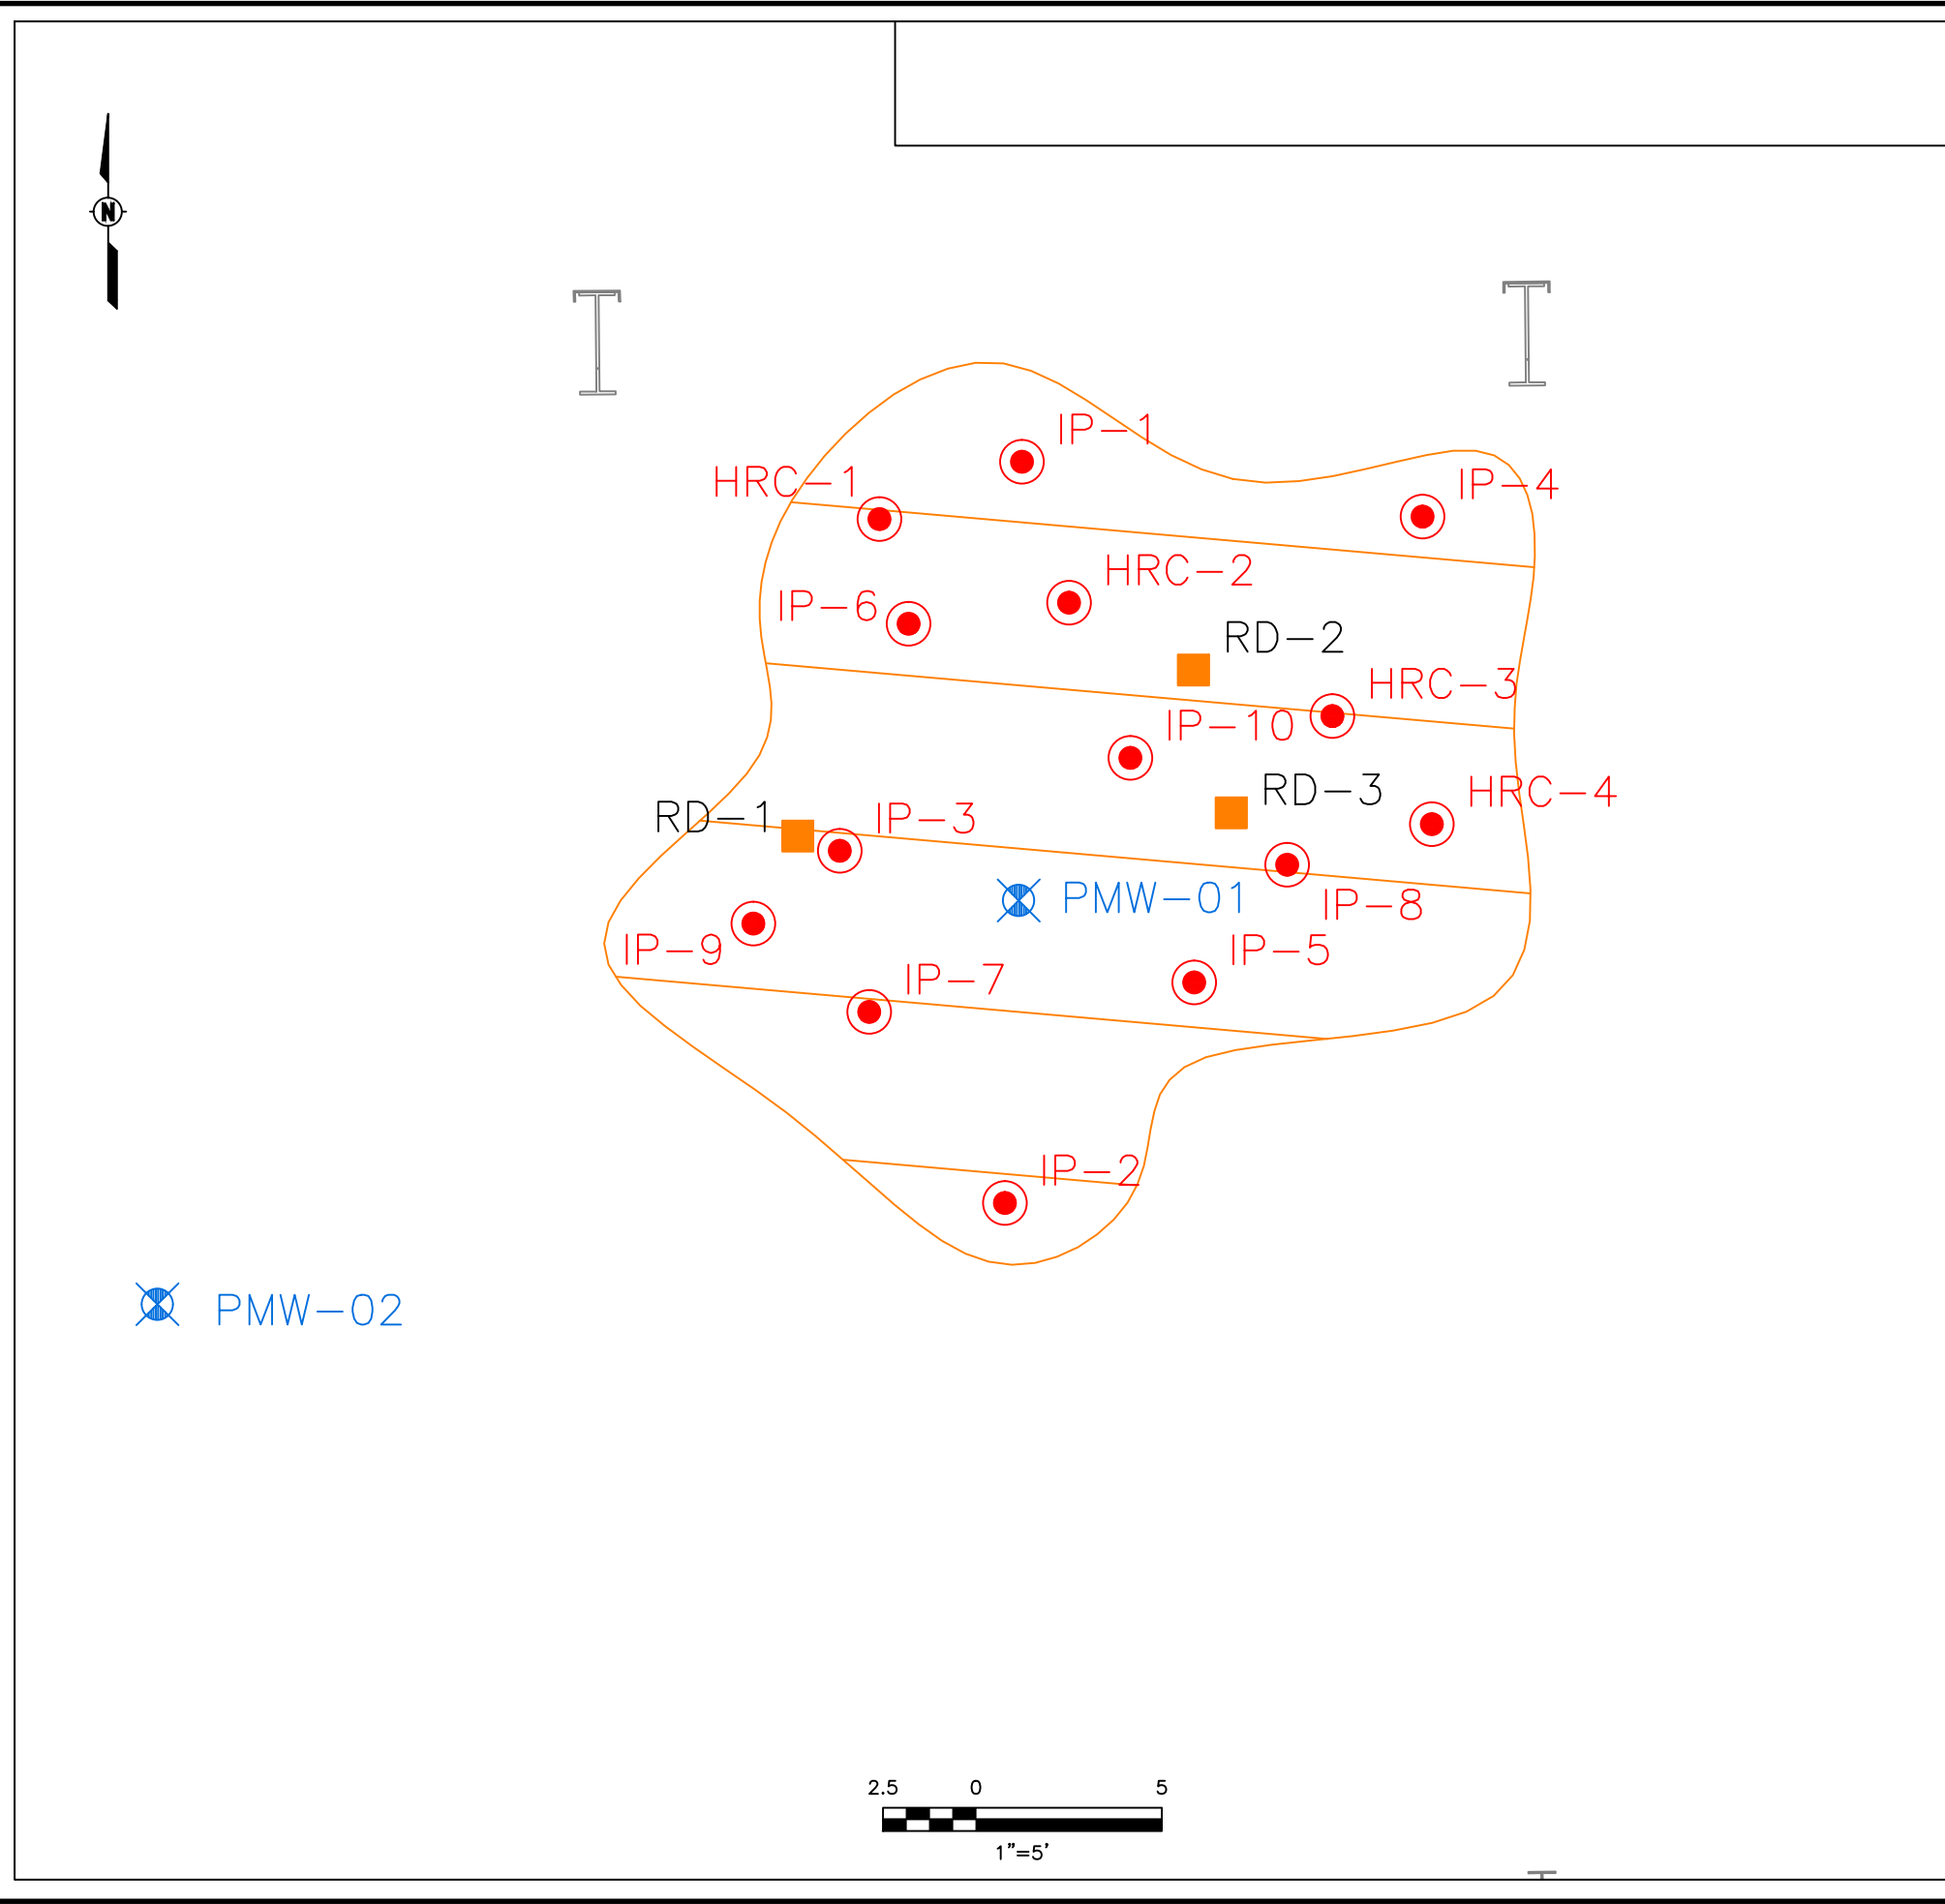 N
IP-1
HRC-1
IP-4
HRC-2
IP-6
RD-2
HRC-3
IP-10
RD-3
HRC-4
RD-1
IP-3
PMW-01
IP-8
IP-9
IP-5
IP-7
IP-2
PMW-02
2.5 0 5
1"=5'